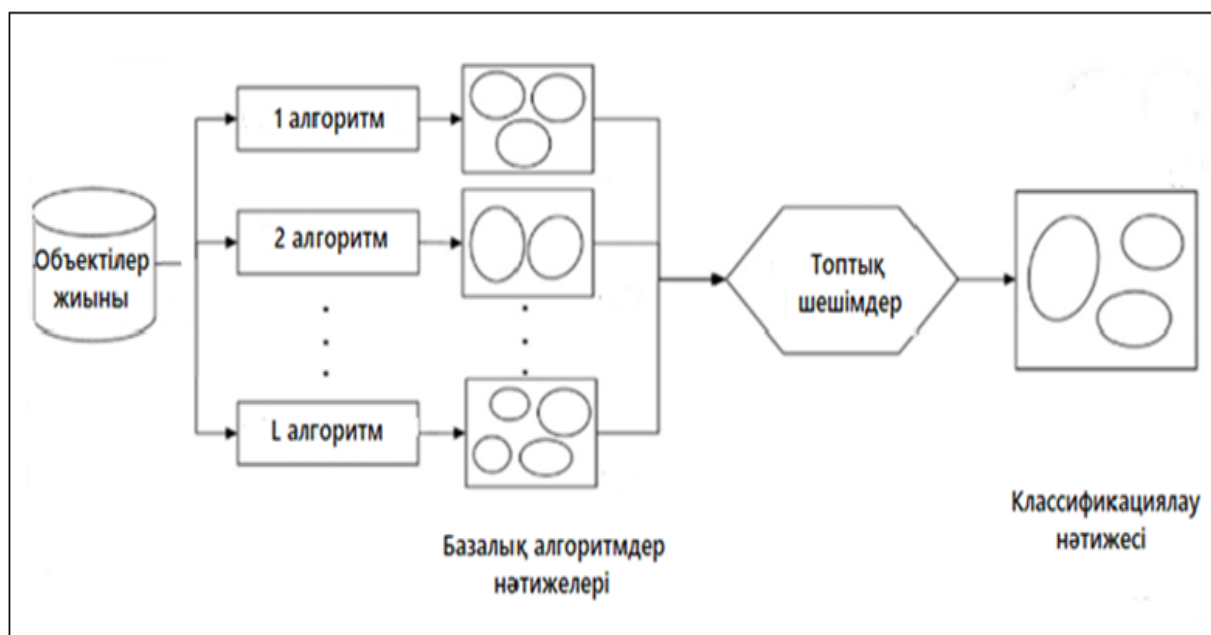 1 алгоритм
2 алгоритм
L алгоритм
Объектілер
жиыны
Топтық
шешімдер
Базалық алгоритмдер
нәтижелері
Классификациялау
нәтижесі